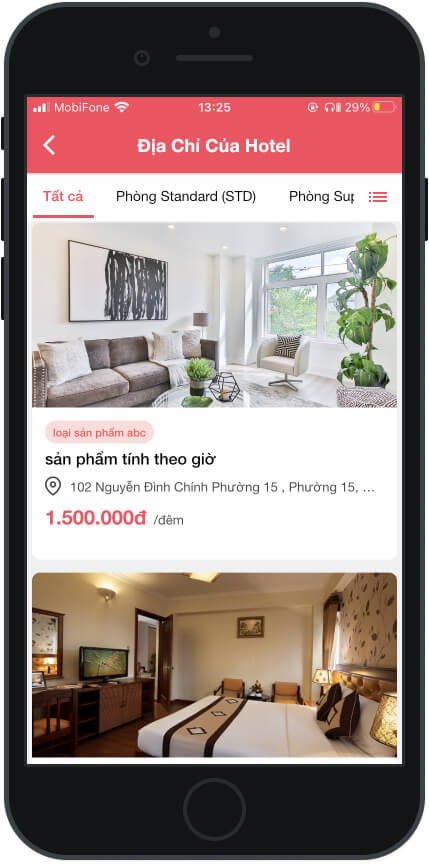 MobiFone 13:25 29%
Địa Chỉ Của Hotel
Tất cả Phòng Standard (STD) Phòng Sup
loại sản phẩm abc
sản phẩm tính theo giờ
102 Nguyễn Đình Chính Phường 15 , Phường 15, ...
1.500.000đ /đêm